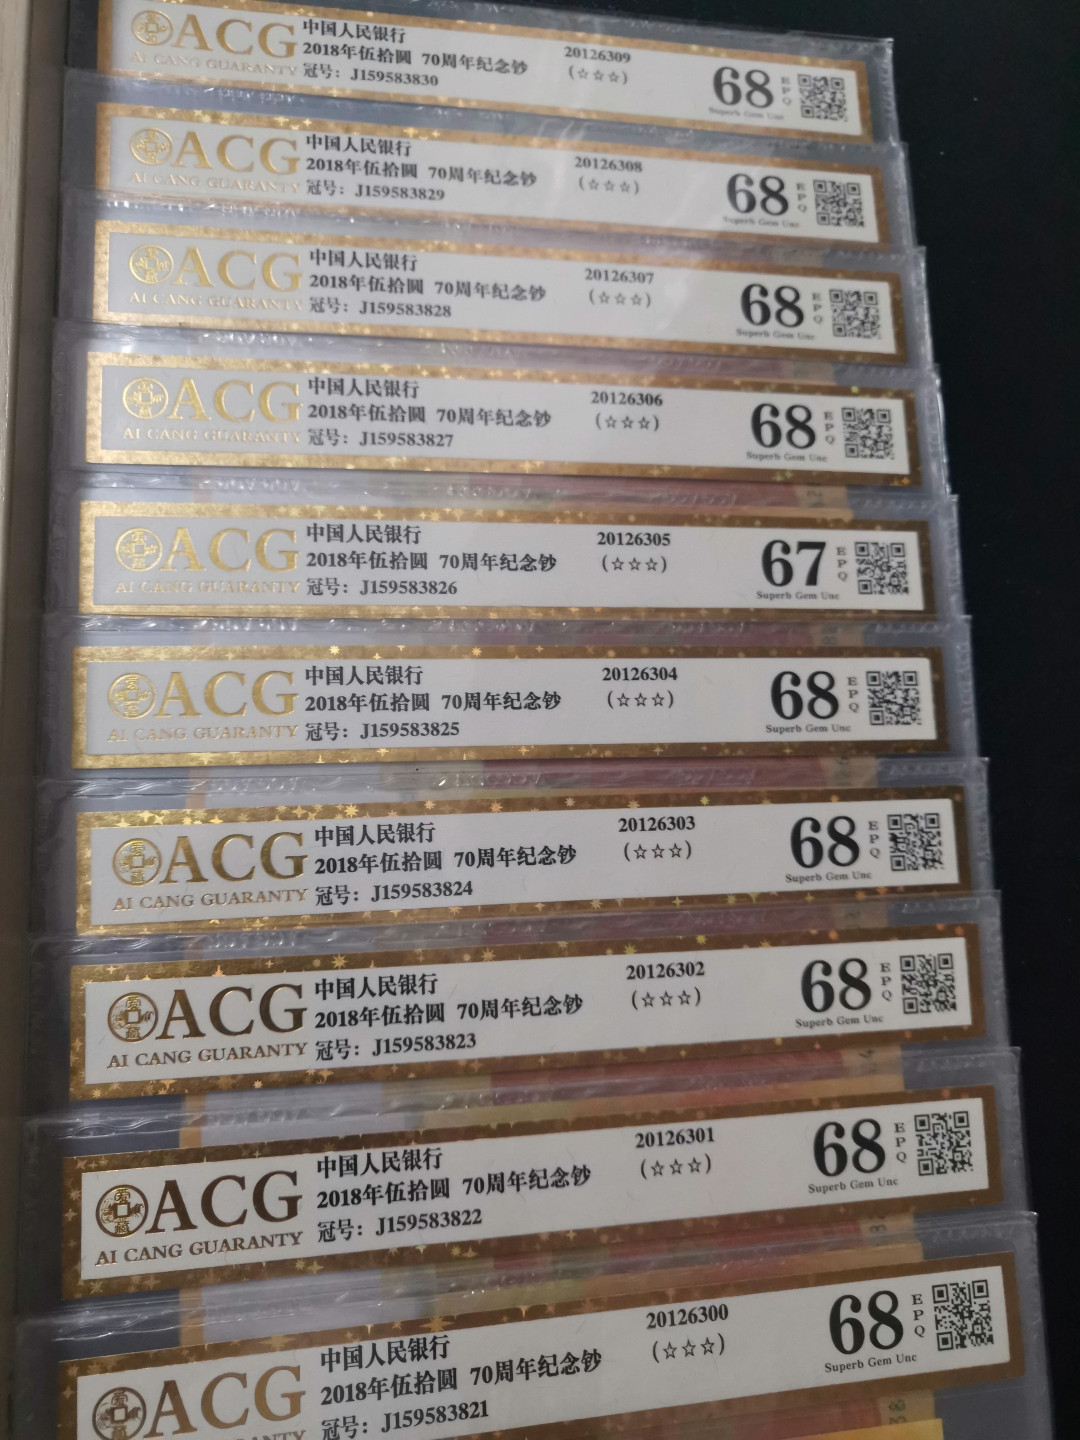 ACG
AI CANG GUARANTY
中国人民银行
2018年伍拾圆 70周年纪念钞
冠号：J159583830
20126309
(☆☆☆)
68
EPQ
Superb Gem Unc
ACG
AI CANG GUARANTY
中国人民银行
2018年伍拾圆 70周年纪念钞
冠号：J159583829
20126308
(☆☆☆)
68
EPQ
Superb Gem Unc
ACG
AI CANG GUARANTY
中国人民银行
2018年伍拾圆 70周年纪念钞
冠号：J159583828
20126307
(☆☆☆)
68
EPQ
Superb Gem Unc
ACG
AI CANG GUARANTY
中国人民银行
2018年伍拾圆 70周年纪念钞
冠号：J159583827
20126306
(☆☆☆)
68
EPQ
Superb Gem Unc
ACG
AI CANG GUARANTY
中国人民银行
2018年伍拾圆 70周年纪念钞
冠号：J159583826
20126305
(☆☆☆)
67
EPQ
Superb Gem Unc
ACG
AI CANG GUARANTY
中国人民银行
2018年伍拾圆 70周年纪念钞
冠号：J159583825
20126304
(☆☆☆)
68
EPQ
Superb Gem Unc
ACG
AI CANG GUARANTY
中国人民银行
2018年伍拾圆 70周年纪念钞
冠号：J159583824
20126303
(☆☆☆)
68
EPQ
Superb Gem Unc
ACG
AI CANG GUARANTY
中国人民银行
2018年伍拾圆 70周年纪念钞
冠号：J159583823
20126302
(☆☆☆)
68
EPQ
Superb Gem Unc
ACG
AI CANG GUARANTY
中国人民银行
2018年伍拾圆 70周年纪念钞
冠号：J159583822
20126301
(☆☆☆)
68
EPQ
Superb Gem Unc
ACG
GUARANTY
中国人民银行
2018年伍拾圆 70周年纪念钞
冠号：J159583821
20126300
(☆☆☆)
68
EPQ
Superb Gem Unc